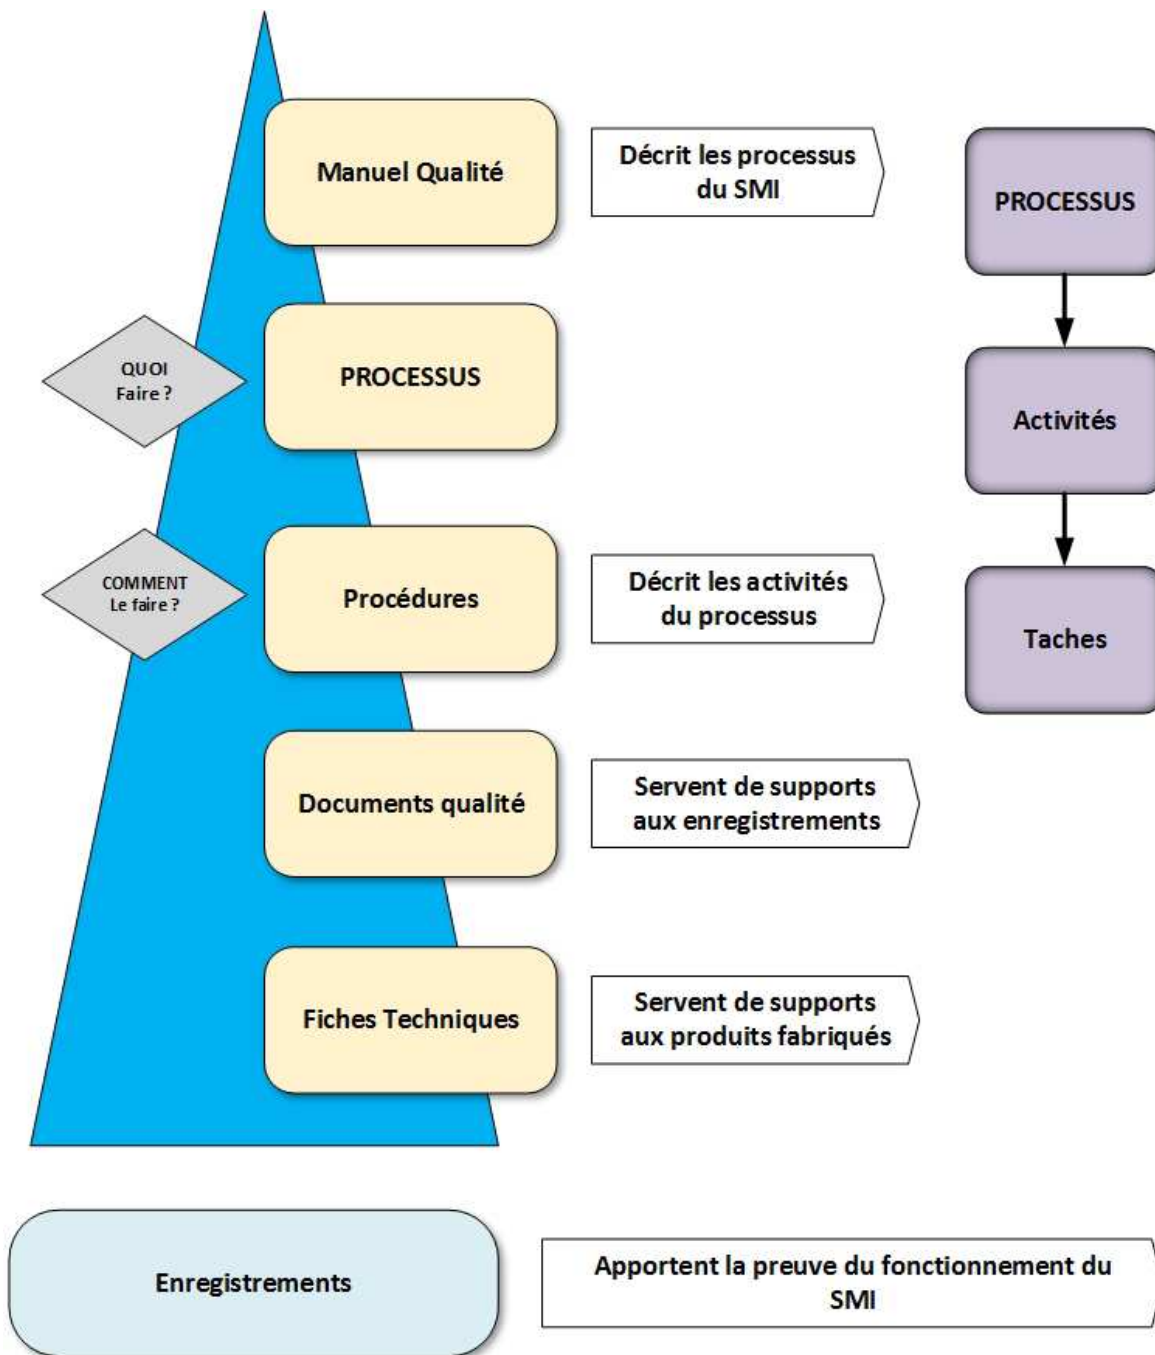 Manuel Qualité
Décrit les processus
du SMI
PROCESSUS
QUOI
Faire ?
PROCESSUS
Activités
COMMENT
Le faire ?
Procédures
Décrit les activités
du processus
Taches
Documents qualité
Servent de supports
aux enregistrements
Fiches Techniques
Servent de supports
aux produits fabriqués
Enregistrements
Apportent la preuve du fonctionnement du
SMI